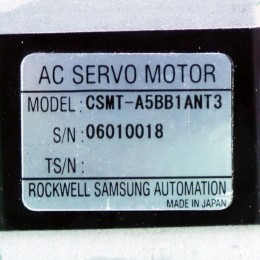 AC SERVO MOTOR
MODEL: CSMT-A5BB1ANT3
S/N: 06010018
TS/N:
ROCKWELL SAMSUNG AUTOMATION
MADE IN JAPAN